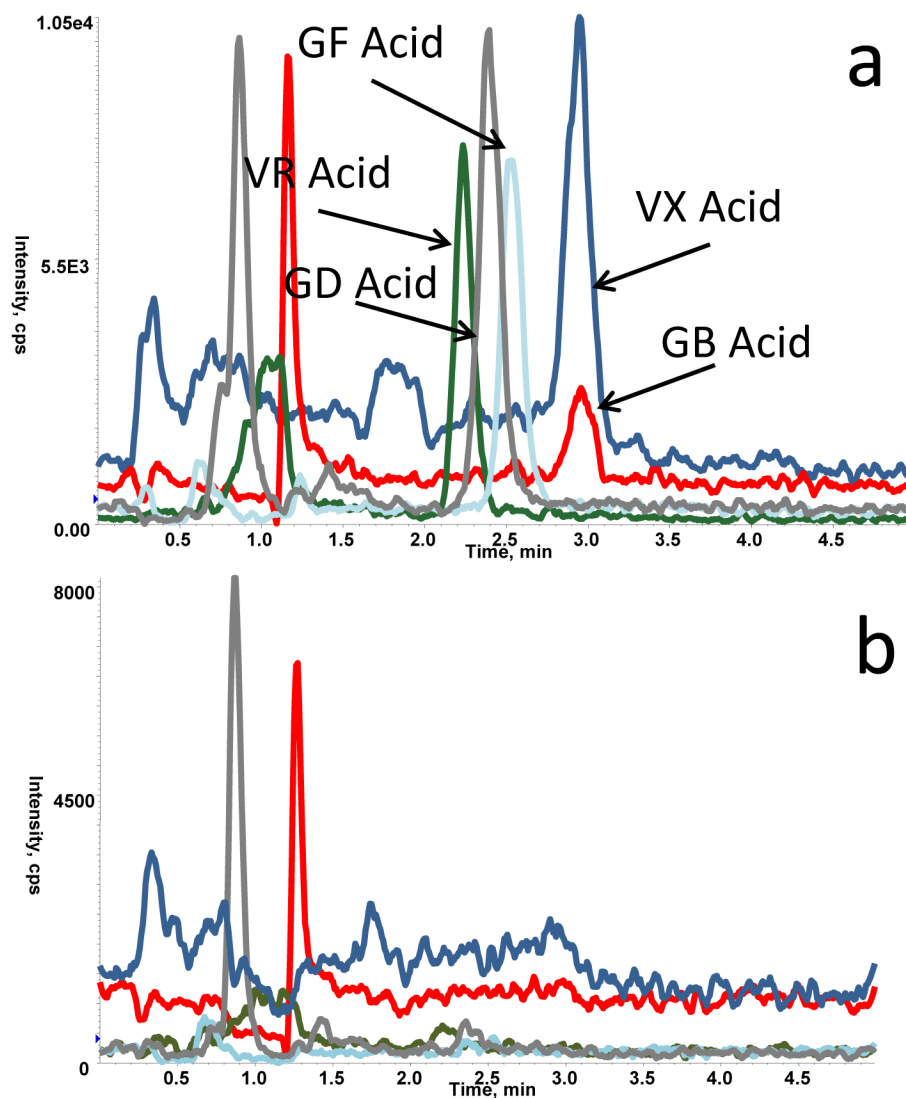 1.05e4
a
GF Acid
VR Acid
VX Acid
GD Acid
GB Acid
Intensity, cps
5.5E3
0.00
0.5
1.0
1.5
2.0
2.5
3.0
3.5
4.0
4.5
Time, min
8000
b
Intensity, cps
4500
0
0.5
1.0
1.5
2.0
2.5
3.0
3.5
4.0
4.5
Time, min